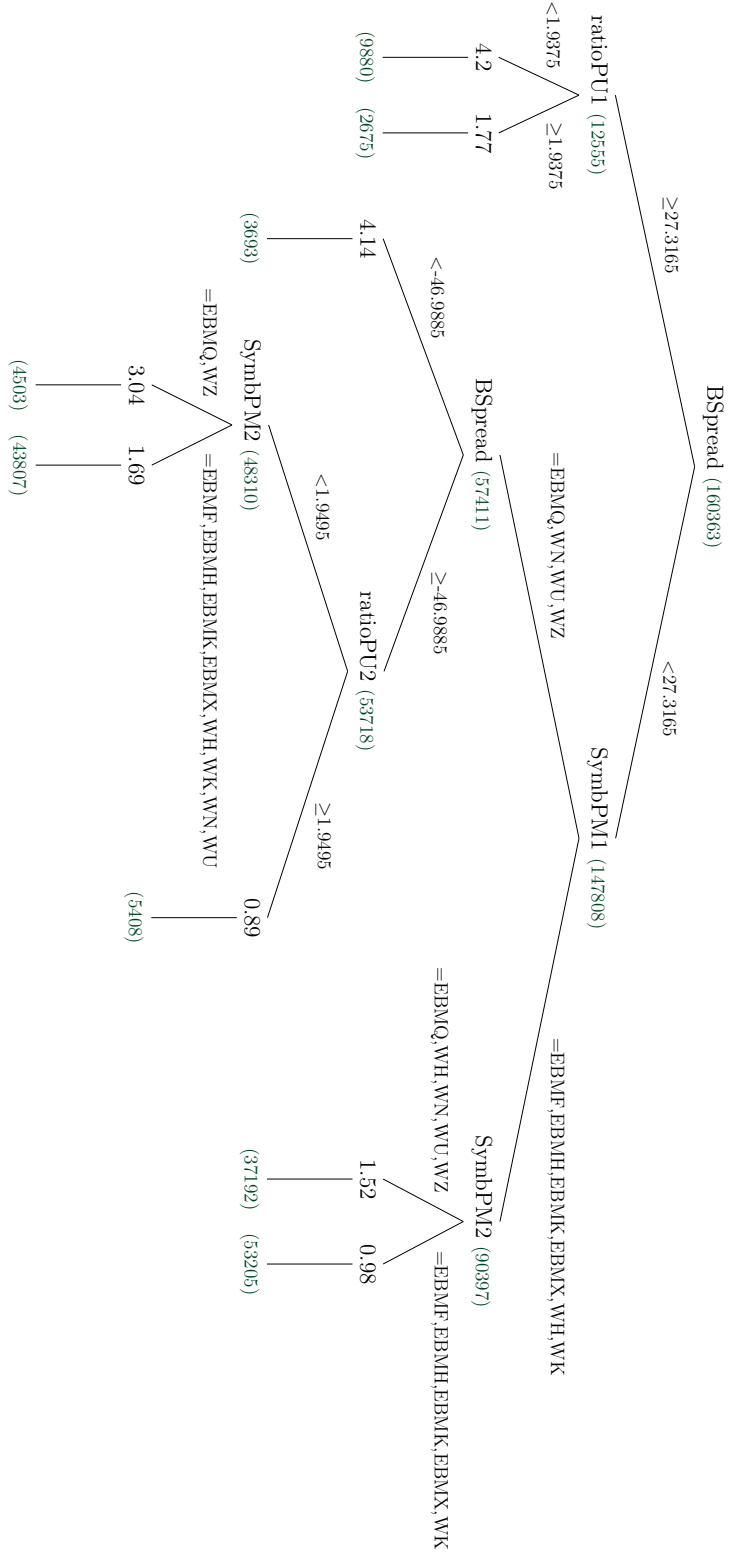 BSpread (160363)
≥27.3165
<27.3165
ratioPU1 (12555)
SymbPM1 (147808)
<1.9375
≥1.9375
=EBMQ,WN,WU,WZ
=EBMF,EBMH,EBMK,EBMX,WH,WK
4.2
1.77
BSpread (57411)
SymbPM2 (90397)
(9880)
(2675)
<-46.9885
≥-46.9885
=EBMQ,WH,WN,WU,WZ
=EBMF,EBMH,EBMK,EBMX,WK
4.14
ratioPU2 (53718)
1.52
0.98
<1.9495
≥1.9495
(3693)
SymbPM2 (48310)
0.89
(37192)
(53205)
=EBMQ,WZ
=EBMF,EBMH,EBMK,EBMX,WH,WK,WN,WU
3.04
1.69
(5408)
(4503)
(43807)